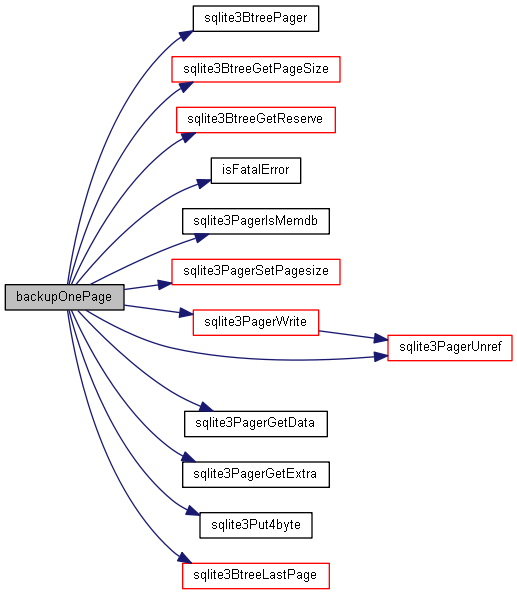 sqlite3BtreePager
sqlite3BtreeGetPageSize
sqlite3BtreeGetReserve
isFatalError
sqlite3PagerIsMemdb
sqlite3PagerSetPagesize
backupOnePage
sqlite3PagerWrite
sqlite3PagerUnref
sqlite3PagerGetData
sqlite3PagerGetExtra
sqlite3Put4byte
sqlite3BtreeLastPage